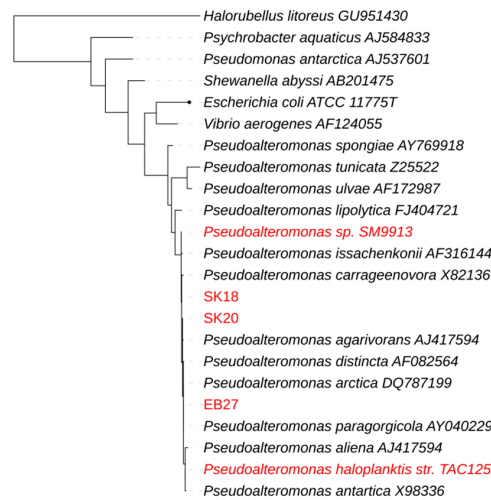 Halorubellus litoreus GU951430
Psychrobacter aquaticus AJ584833
Pseudomonas antarctica AJ537601
Shewanella abyssi AB201475
Escherichia coli ATCC 11775T
Vibrio aerogenes AF124055
Pseudoalteromonas spongiae AY769918
Pseudoalteromonas tunicata Z25522
Pseudoalteromonas ulvae AF172987
Pseudoalteromonas lipolytica FJ404721
Pseudoalteromonas sp. SM9913
Pseudoalteromonas issachenkonii AF316144
Pseudoalteromonas carrageenovora X82136
SK18
SK20
Pseudoalteromonas agarivorans AJ417594
Pseudoalteromonas distincta AF082564
Pseudoalteromonas arctica DQ787199
EB27
Pseudoalteromonas paragorgicola AY040229
Pseudoalteromonas aliena AJ417594
Pseudoalteromonas haloplanktis str. TAC125
Pseudoalteromonas antartica X98336